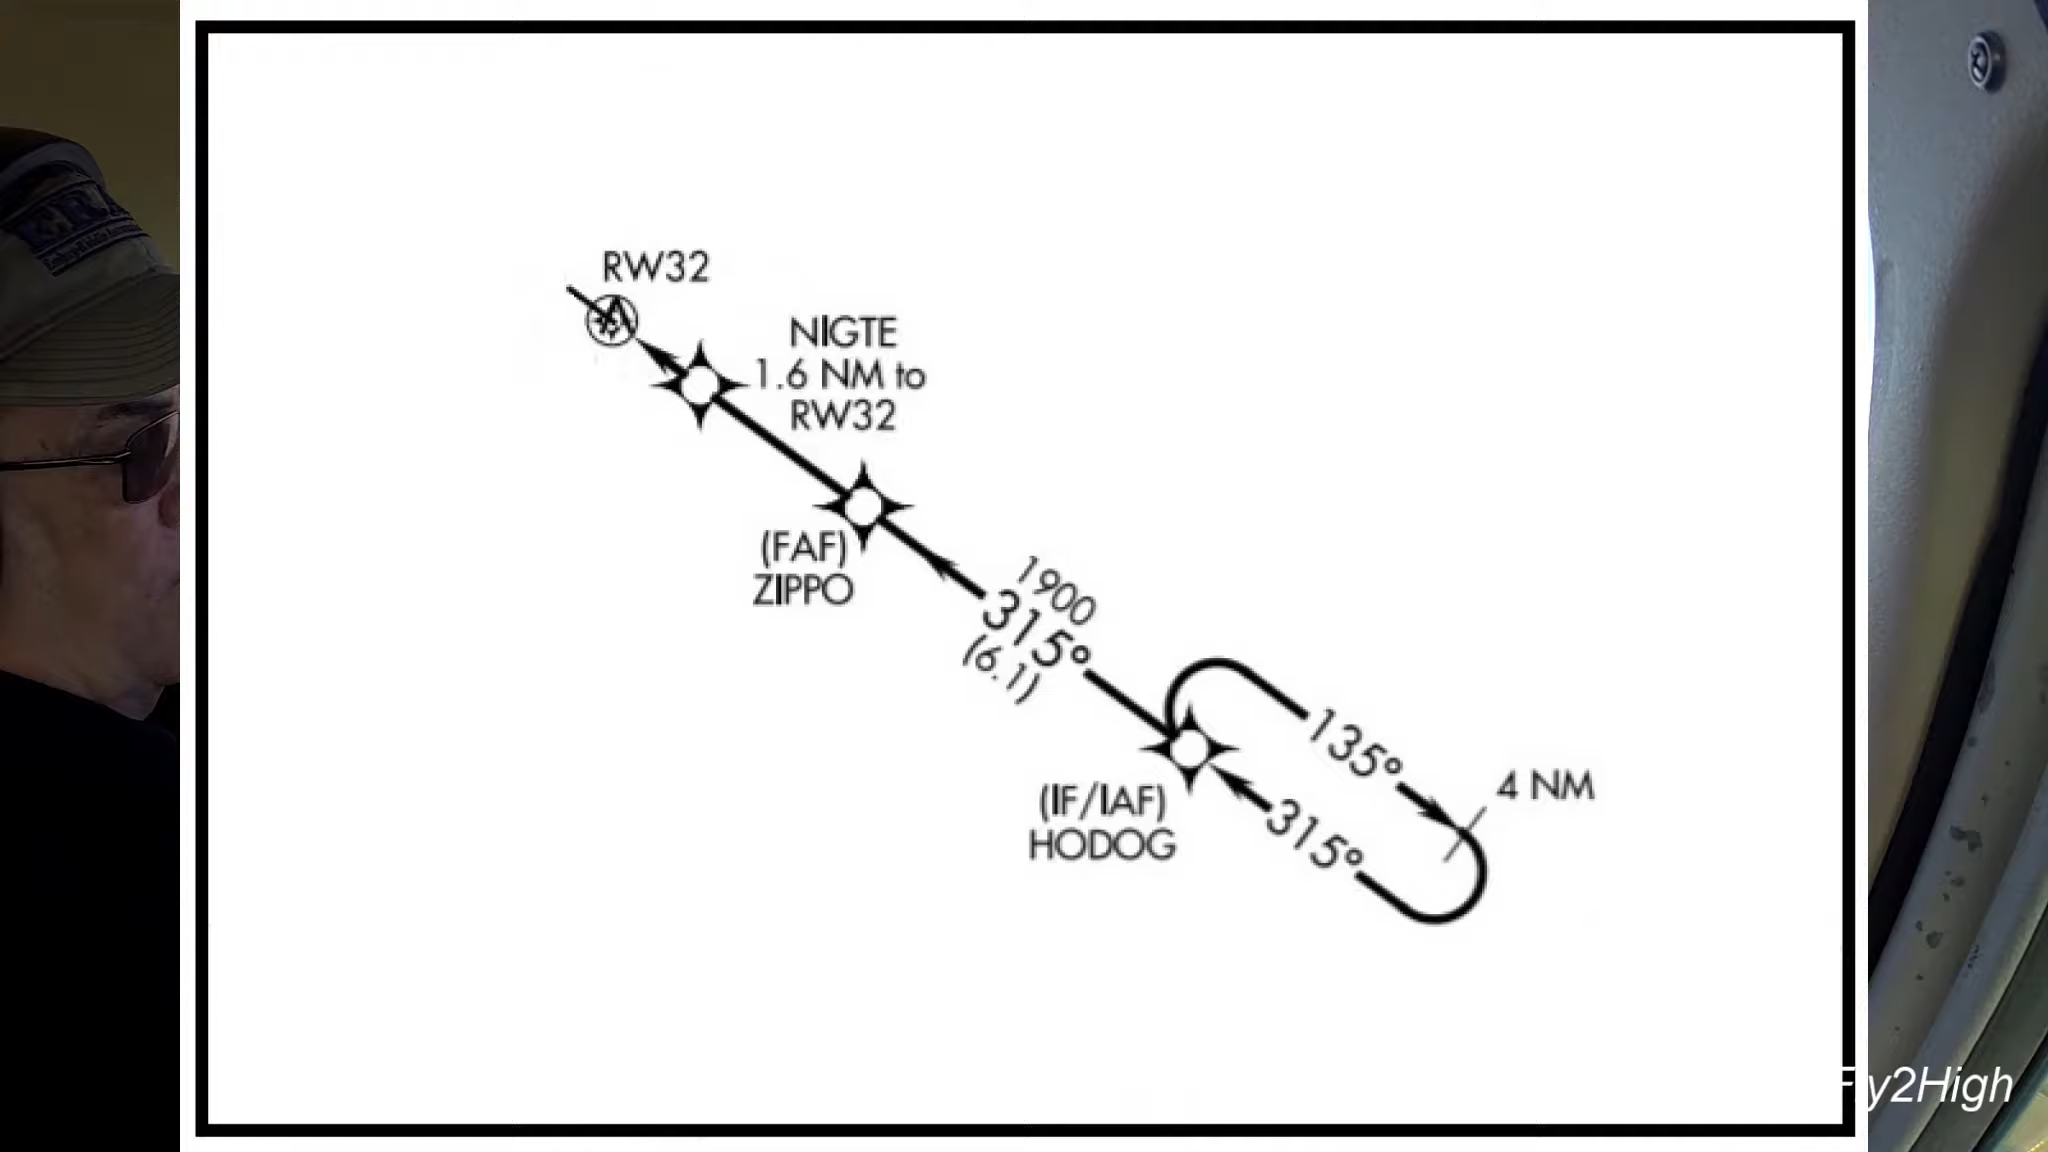 RW32
NIGTE
1.6 NM to
RW32
(FAF)
ZIPPO
1900
315°
(6.1)
135°
4 NM
315°
(IF/IAF)
HODOG
Fly2High